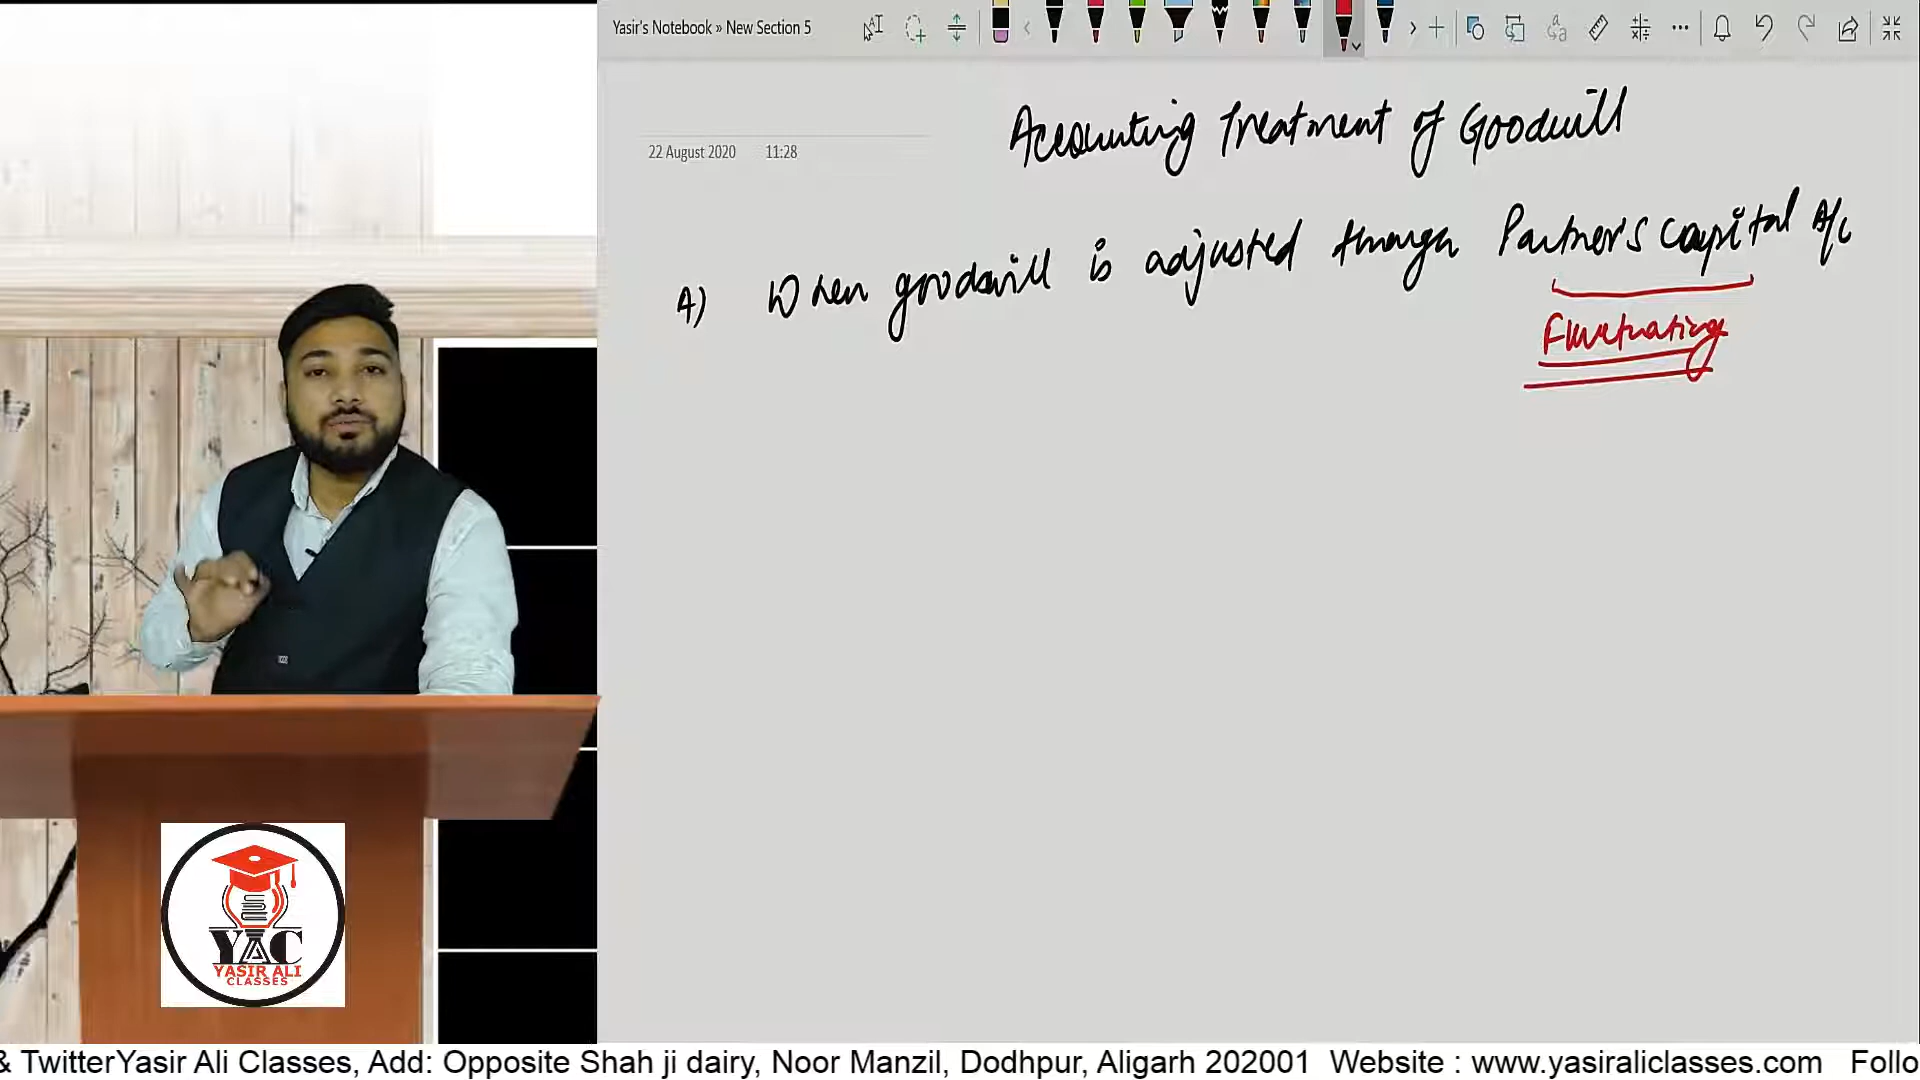 Yasir's Notebook » New Section 5
Accounting Treatment of Goodwill
22 August 2020 11:28
A) When goodwill is adjusted through Partner's capital A/c
Fluctuating
YAC
YASIR ALI
CLASSES
& TwitterYasir Ali Classes, Add: Opposite Shah ji dairy, Noor Manzil, Dodhpur, Aligarh 202001 Website : www.yasiraliclasses.com Follo